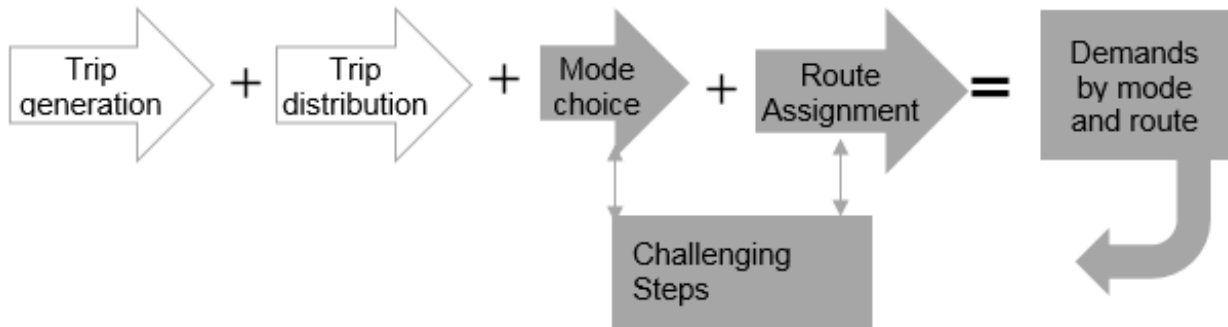 Trip
generation
+
Trip
distribution
+
Mode
choice
+
Route
Assignment
=
Demands
by mode
and route
Challenging
Steps